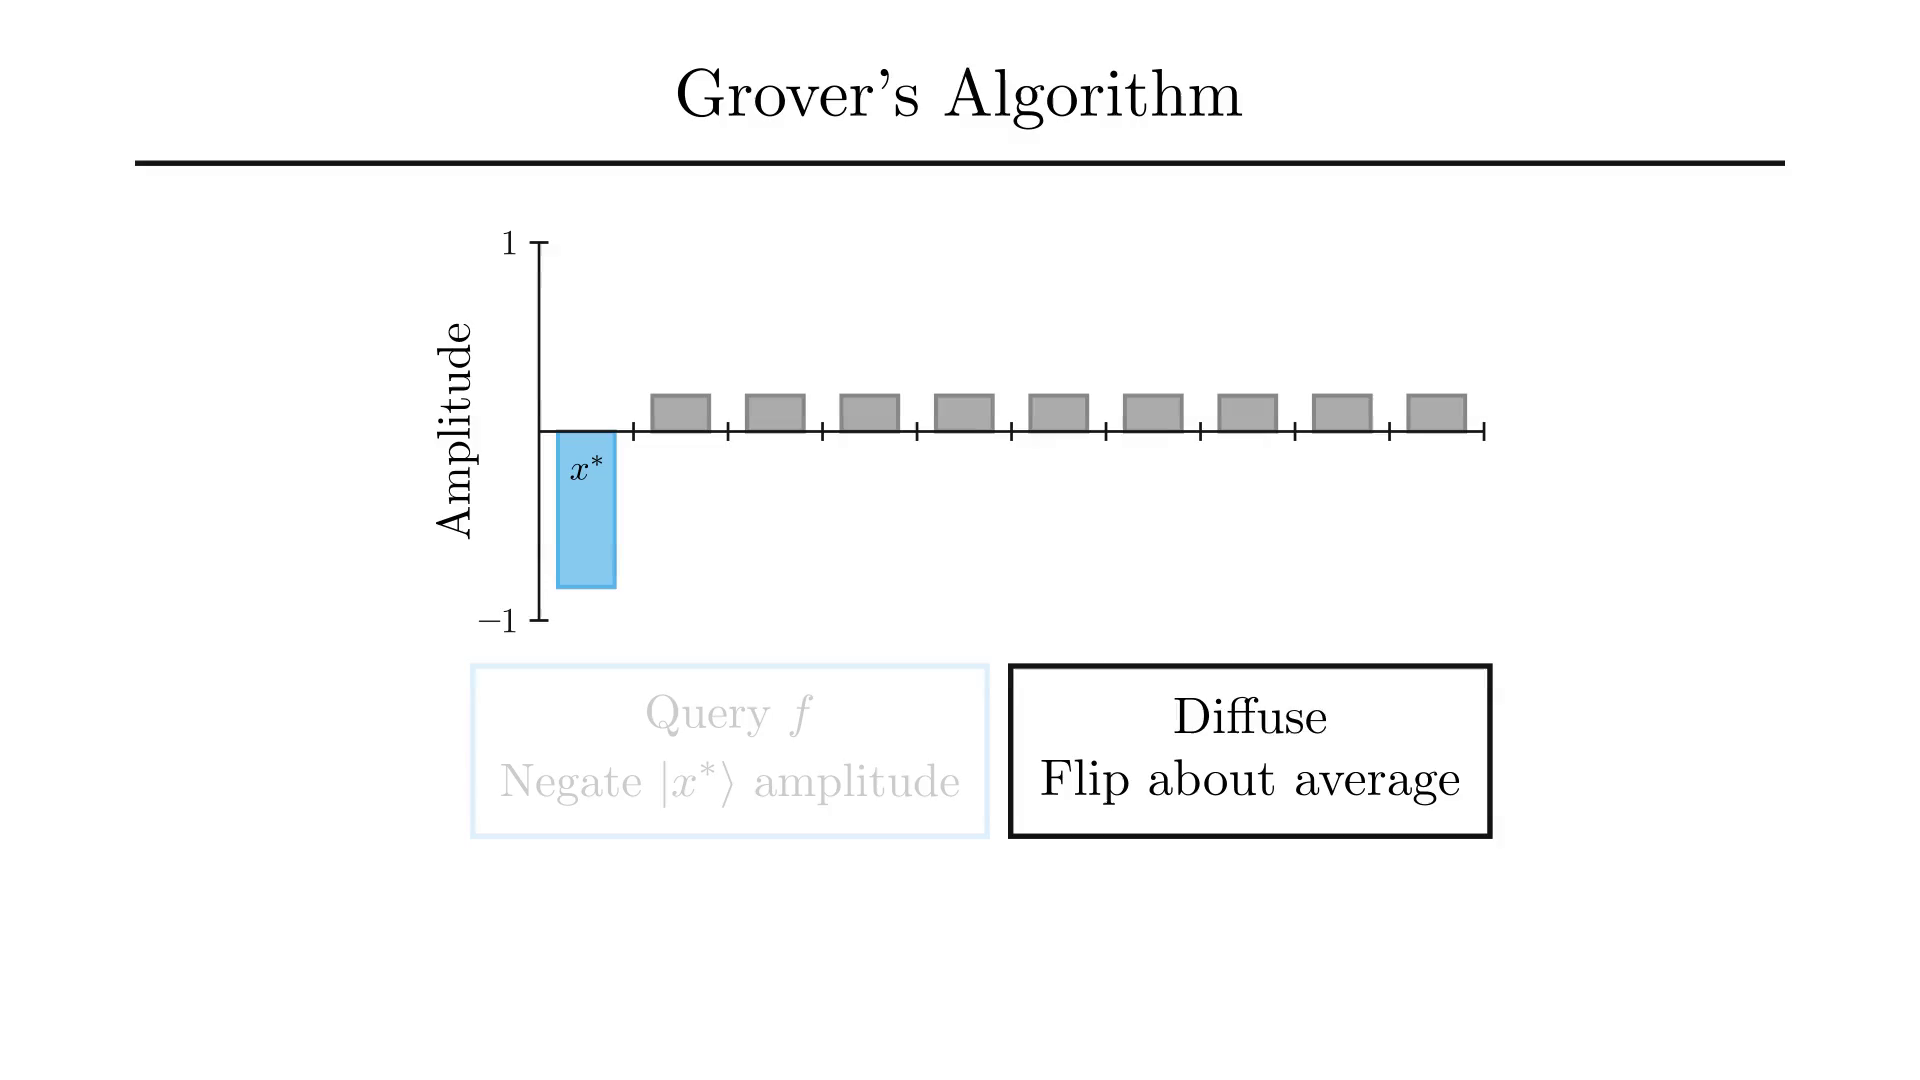 Grover's Algorithm
1
Amplitude
x*
−1
Query f
Negate |x*⟩ amplitude
Diffuse
Flip about average